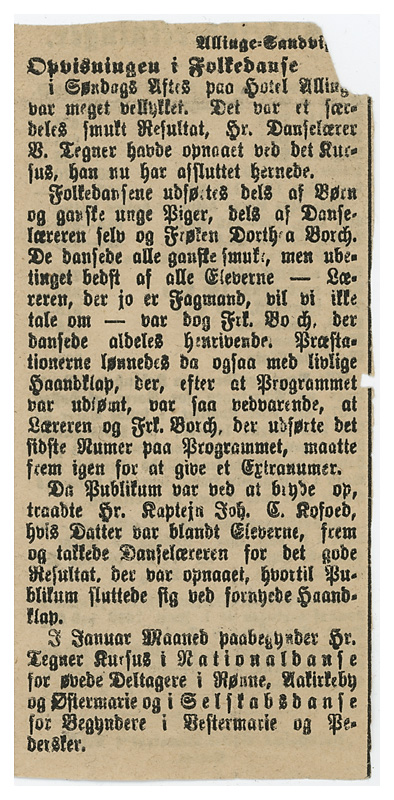 Allinge-Sandvig
Opvisningen i Folkedanse
i Søndags Aftes paa Hotel Alling
var meget vellykket. Det var et sær-
deles smukt Resultat, Hr. Danselærer
V. Tegner havde opnaaet ved det Kur-
sus, han nu har afsluttet hernede.
Folkedansene udførtes dels af Børn
og ganske unge Piger, dels af Danse-
læreren selv og Frøken Dorthea Borch.
De dansede alle ganske smukt, men ube-
tinget bedst af alle Eleverne — Læ-
reren, der jo er Fagmand, vil vi ikke
tale om — var dog Frk. Borch, der
dansede aldeles henrivende. Præsta-
tionerne lønnedes da ogsaa med livlige
Haandklap, der, efter at Programmet
var udtømt, var saa vedvarende, at
Læreren og Frk. Borch, der udførte det
sidste Numer paa Programmet, maatte
frem igen for at give et Extranumer.
Da Publikum var ved at bryde op,
traadte Hr. Kaptejn Joh. C. Kofoed,
hvis Datter var blandt Eleverne, frem
og takkede Danselæreren for det gode
Resultat, der var opnaaet, hvortil Pu-
blikum sluttede sig ved fornyede Haand-
klap.
I Januar Maaned paabegynder Hr.
Tegner Kursus i Nationaldanse
for øvede Deltagere i Rønne, Aakirkeby
og Østermarie og i Selskabsdanse
for Begyndere i Vestermarie og Pe-
dersker.